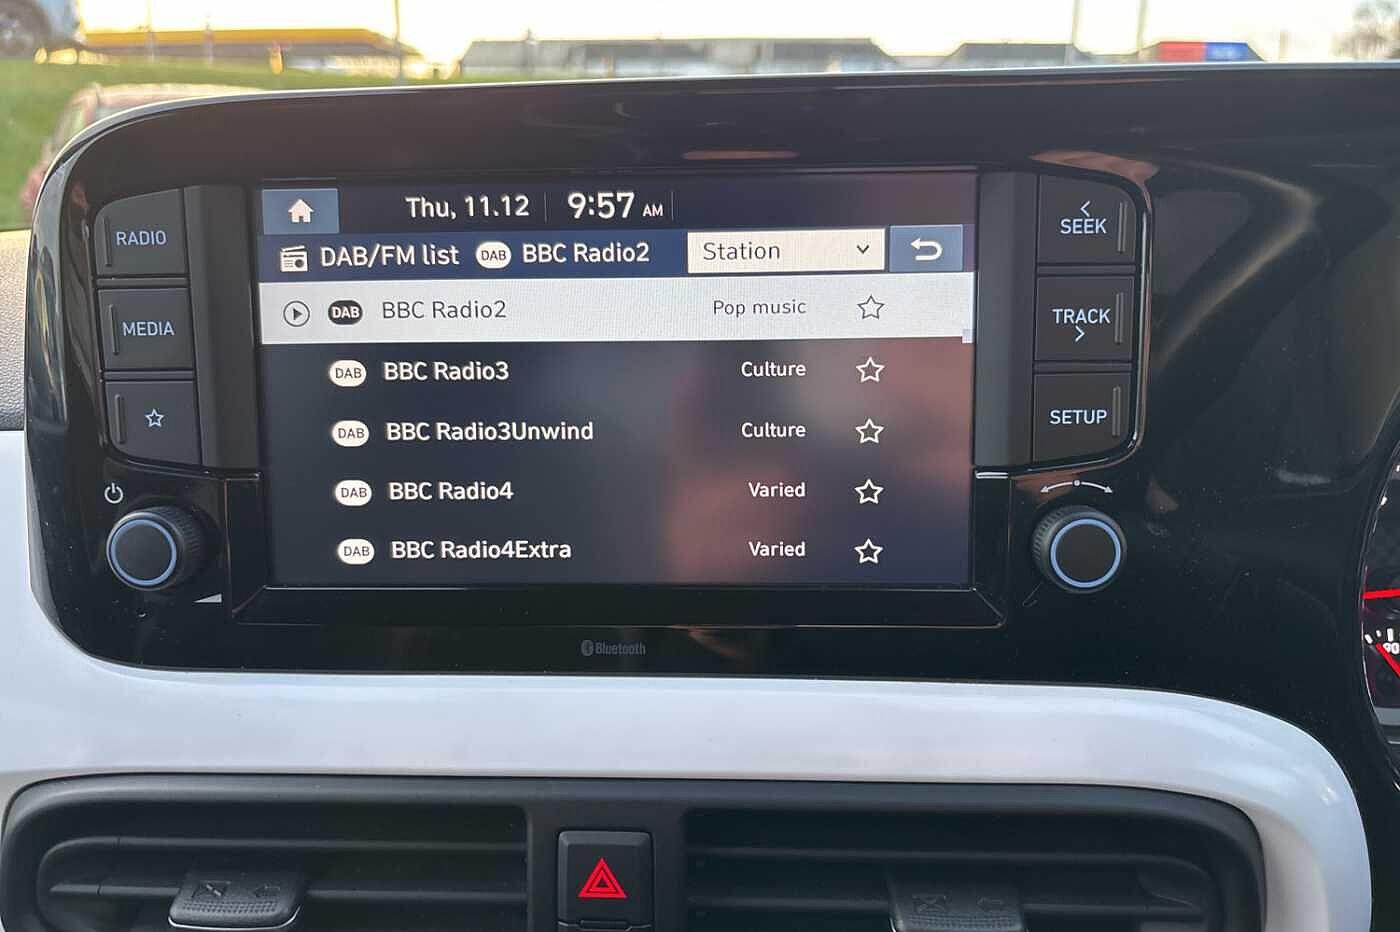 Thu, 11.12 9:57 AM
DAB/FM list DAB BBC Radio2 Station
DAB BBC Radio2 Pop music
DAB BBC Radio3 Culture
DAB BBC Radio3Unwind Culture
DAB BBC Radio4 Varied
DAB BBC Radio4Extra Varied
RADIO
MEDIA
SEEK
TRACK
SETUP
Bluetooth
90